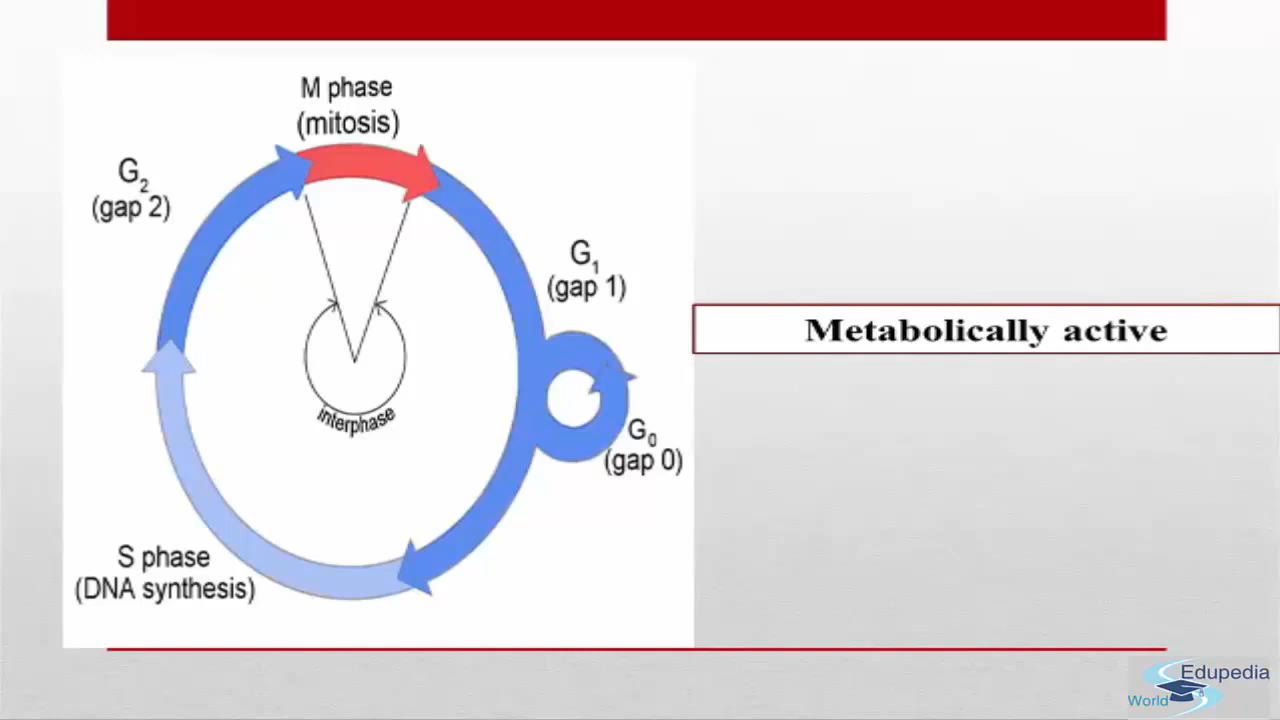 M phase
(mitosis)
G2
(gap 2)
G1
(gap 1)
Metabolically active
interphase
G0
(gap 0)
S phase
(DNA synthesis)
Edupedia
World